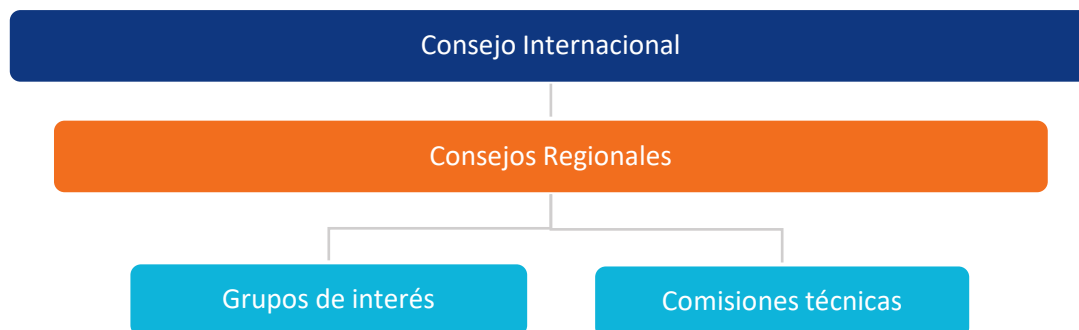 Consejo Internacional
Consejos Regionales
Grupos de interés
Comisiones técnicas